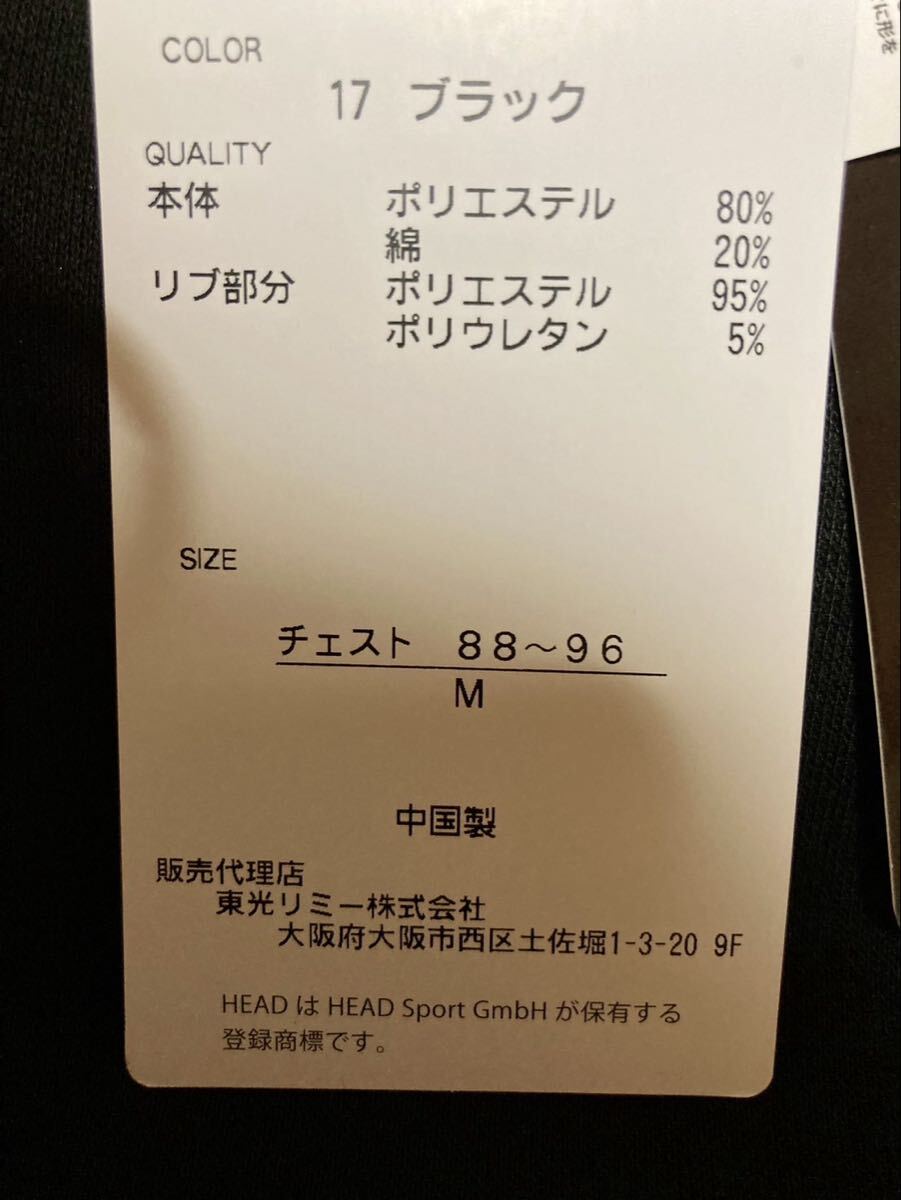 COLOR
17 ブラック
QUALITY
本体 ポリエステル 80%
綿 20%
リブ部分 ポリエステル 95%
ポリウレタン 5%
SIZE
チェスト 88～96
M
中国製
販売代理店
東光リミー株式会社
大阪府大阪市西区土佐堀1-3-20 9F
HEAD は HEAD Sport GmbH が保有する
登録商標です。
に形を